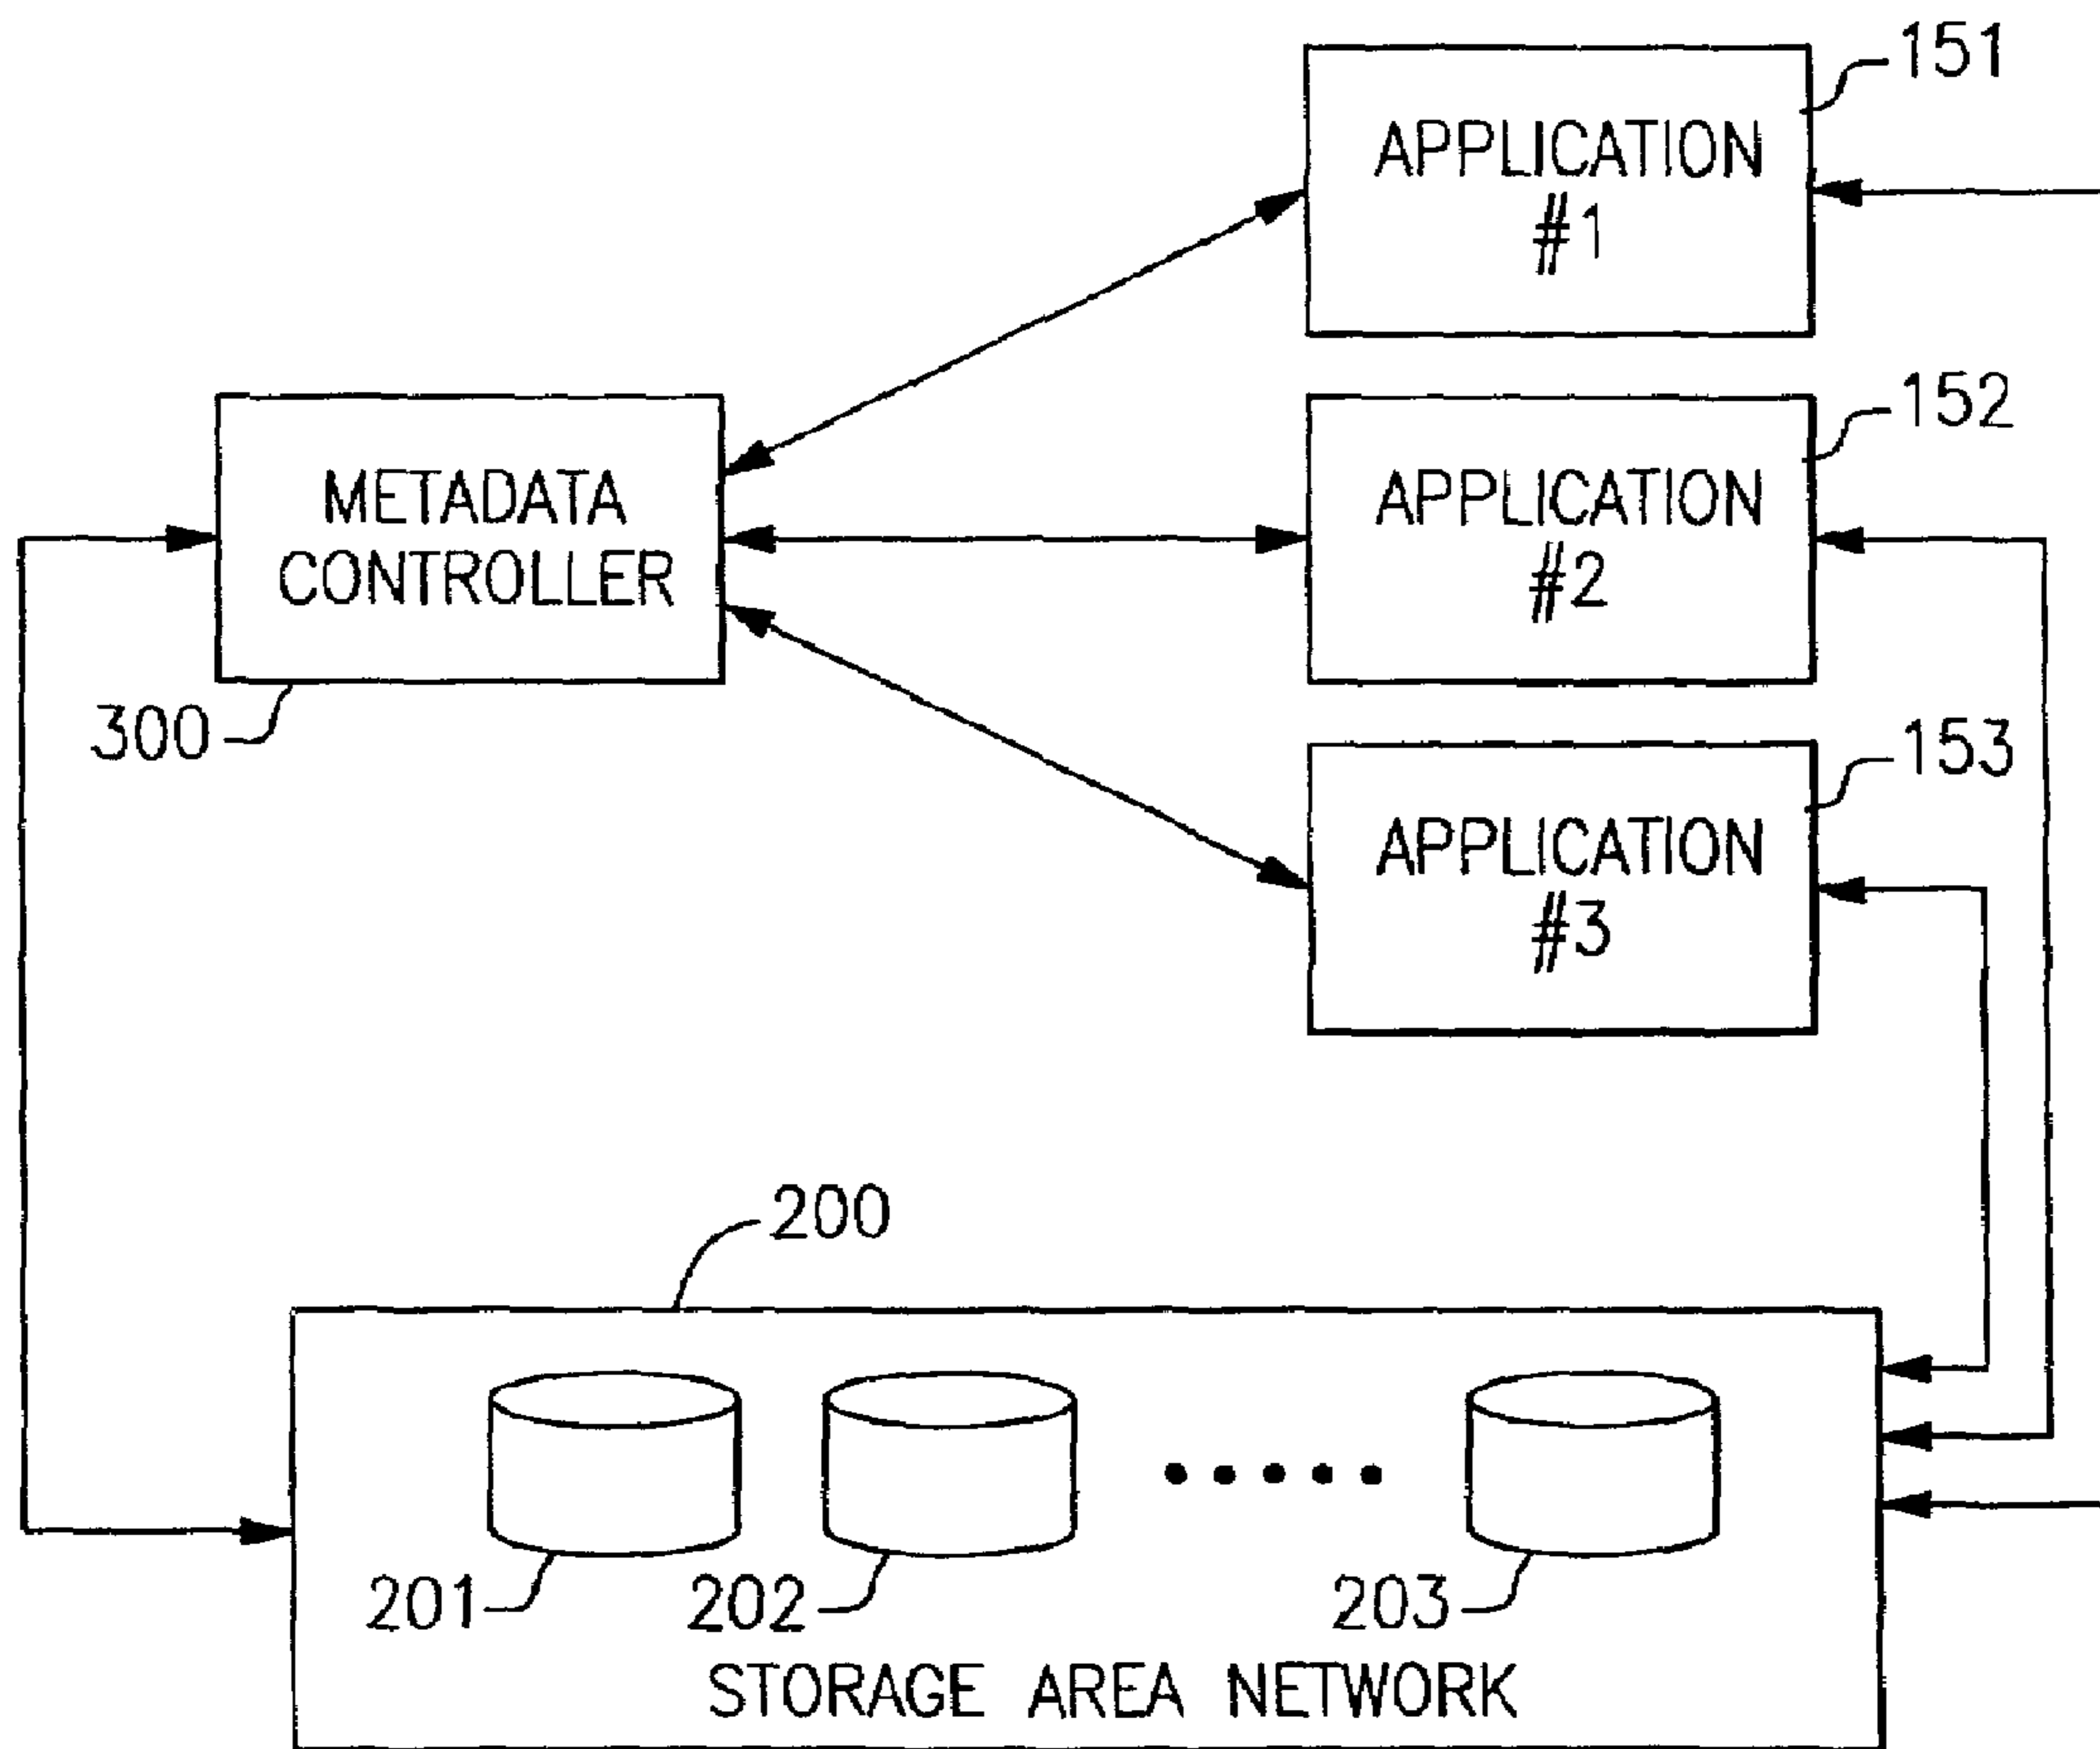 151
APPLICATION
#1
152
METADATA
CONTROLLER
APPLICATION
#2
300
153
APPLICATION
#3
200
201
202
203
STORAGE AREA NETWORK